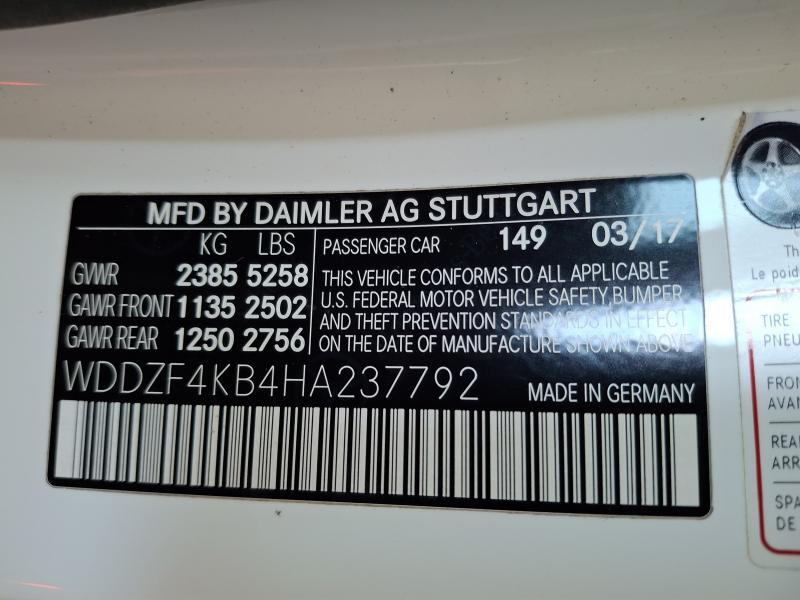 MFD BY DAIMLER AG STUTTGART
KG LBS
GVWR 2385 5258
GAWR FRONT 1135 2502
GAWR REAR 1250 2756
PASSENGER CAR 149 03/17
THIS VEHICLE CONFORMS TO ALL APPLICABLE
U.S. FEDERAL MOTOR VEHICLE SAFETY, BUMPER,
AND THEFT PREVENTION STANDARDS IN EFFECT
ON THE DATE OF MANUFACTURE SHOWN ABOVE
WDDZF4KB4HA237792 MADE IN GERMANY
Th
Le poid
TIRE
PNEU
FRON
AVAN
REA
ARR
SPA
DE